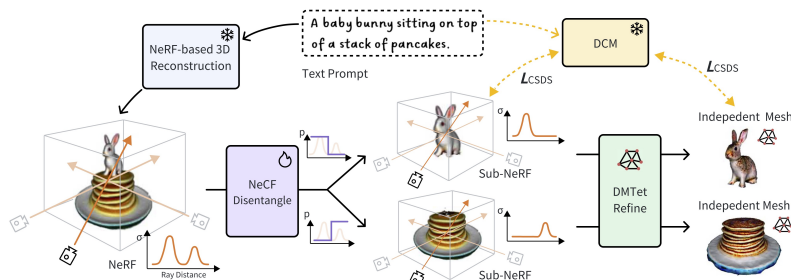 A baby bunny sitting on top
of a stack of pancakes.
Text Prompt
NeRF-based 3D
Reconstruction
DCM
LCSDS
LCSDS
NeRF
σ
Ray Distance
NeCF
Disentangle
p
p
σ
Sub-NeRF
σ
Sub-NeRF
DMTet
Refine
Indepedent Mesh
Indepedent Mesh